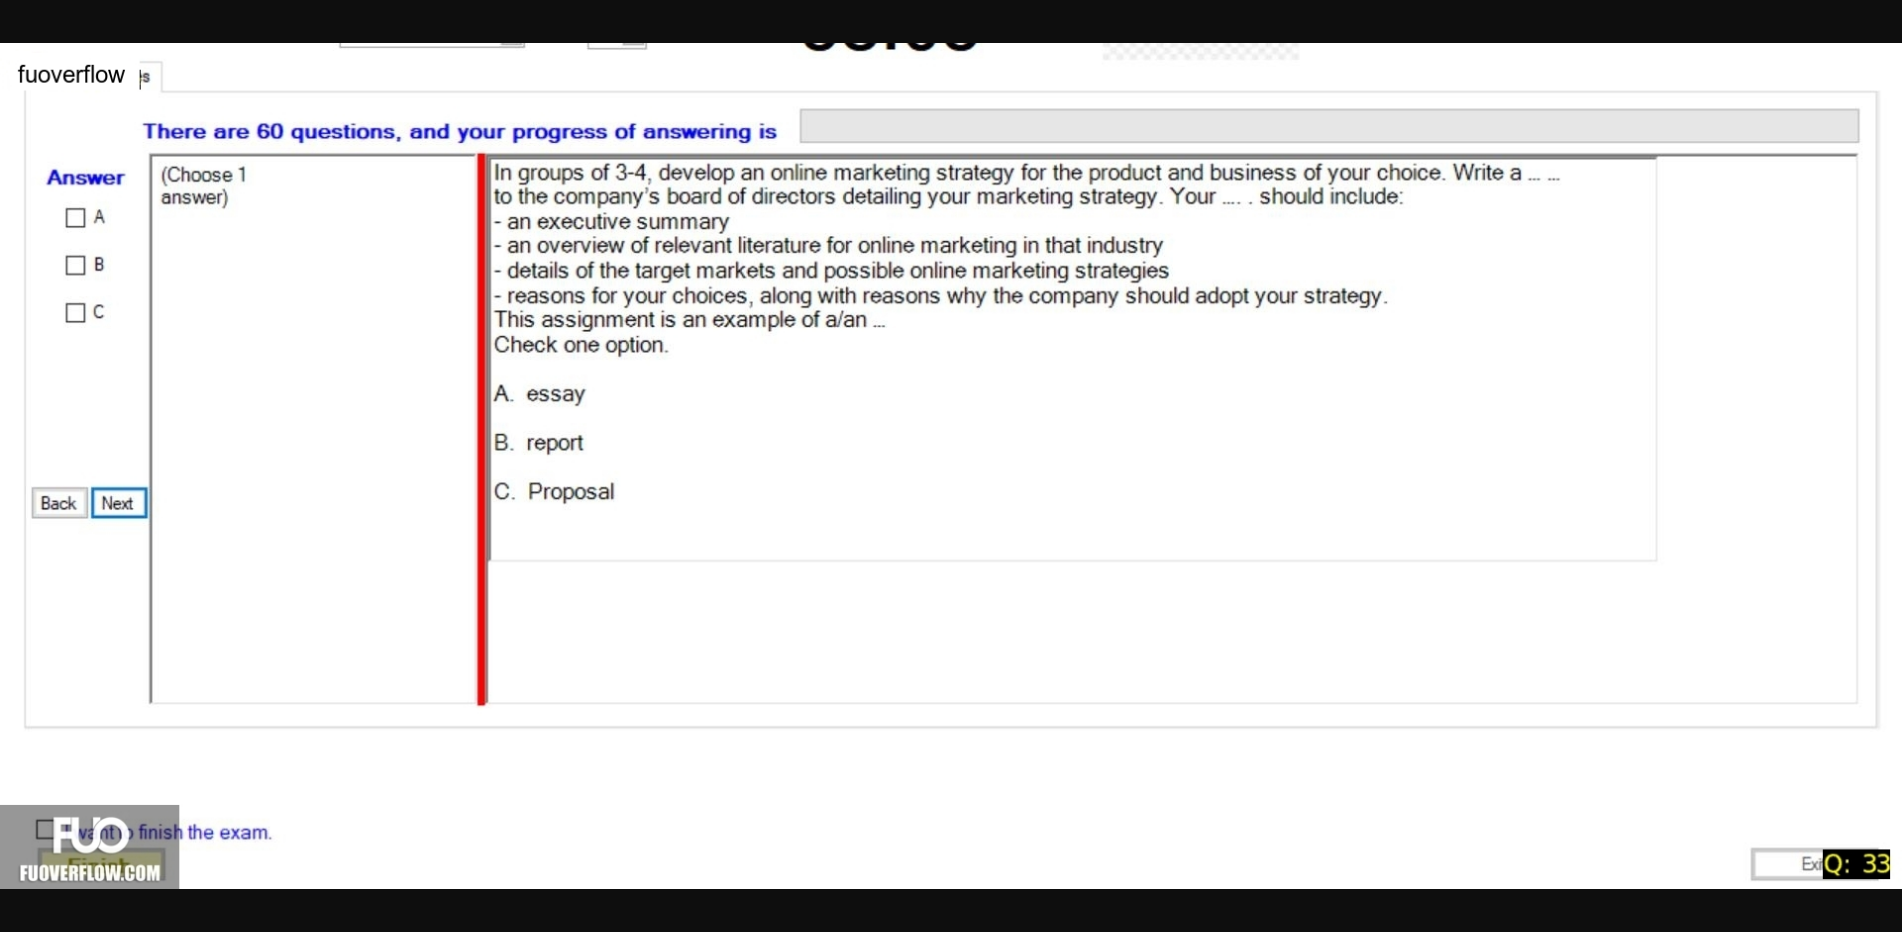 fuoverflow
There are 60 questions, and your progress of answering is
Answer
(Choose 1
answer)
A
B
C
Back
Next
In groups of 3-4, develop an online marketing strategy for the product and business of your choice. Write a ... ...
to the company's board of directors detailing your marketing strategy. Your .... . should include:
- an executive summary
- an overview of relevant literature for online marketing in that industry
- details of the target markets and possible online marketing strategies
- reasons for your choices, along with reasons why the company should adopt your strategy.
This assignment is an example of a/an ...
Check one option.
A. essay
B. report
C. Proposal
want to finish the exam.
FUO
FUOVERFLOW.COM
Q: 33